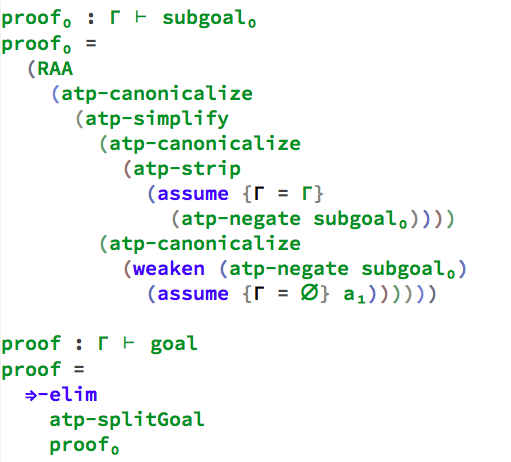 proof₀ : Γ ⊢ subgoal₀
proof₀ =
  (RAA
    (atp-canonicalize
      (atp-simplify
        (atp-canonicalize
          (atp-strip
            (assume {Γ = Γ}
              (atp-negate subgoal₀))))
        (atp-canonicalize
          (weaken (atp-negate subgoal₀)
            (assume {Γ = ∅} a₁))))))
proof : Γ ⊢ goal
proof =
  ⇒-elim
    atp-splitGoal
    proof₀